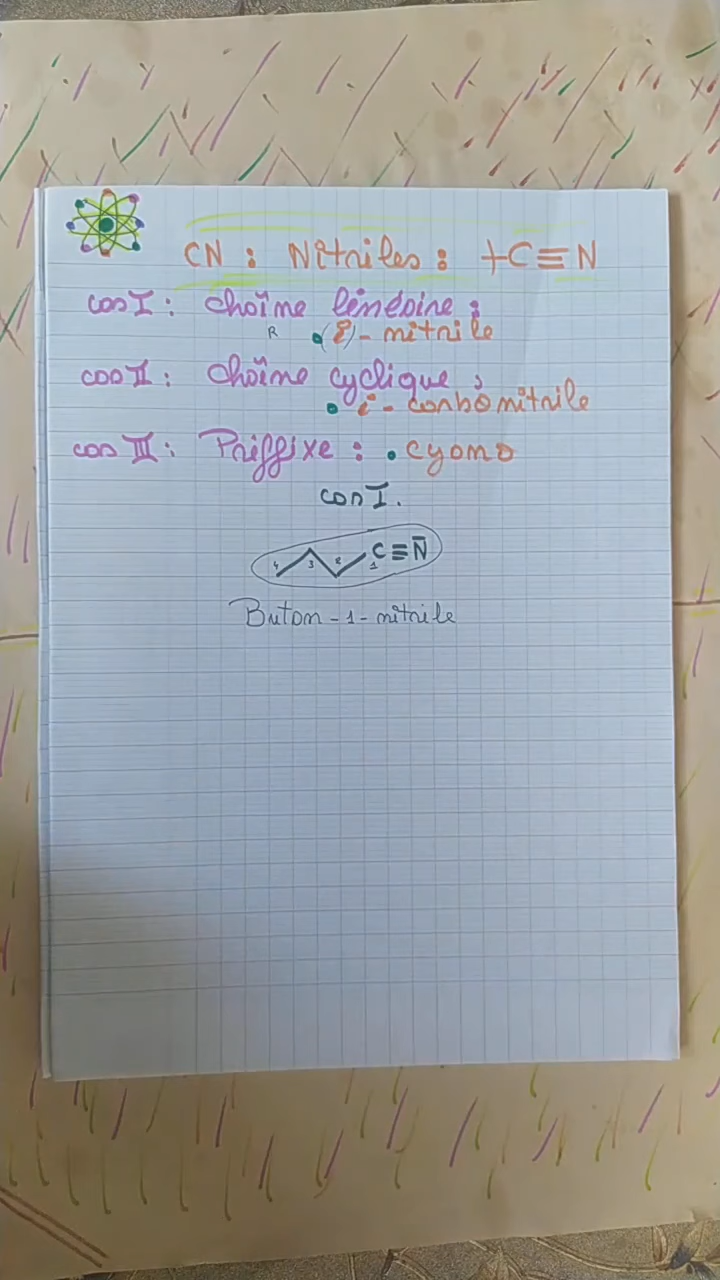 CN : Nitriles : +C≡N
cas I : chaîne linéaire :
R •(i)-nitrile
cas II : chaîne cyclique :
• i-carbonitrile
cas III : Préffixe : •cyano
cas I.
4 3 2 1 C≡N̅
Butan-1-nitrile